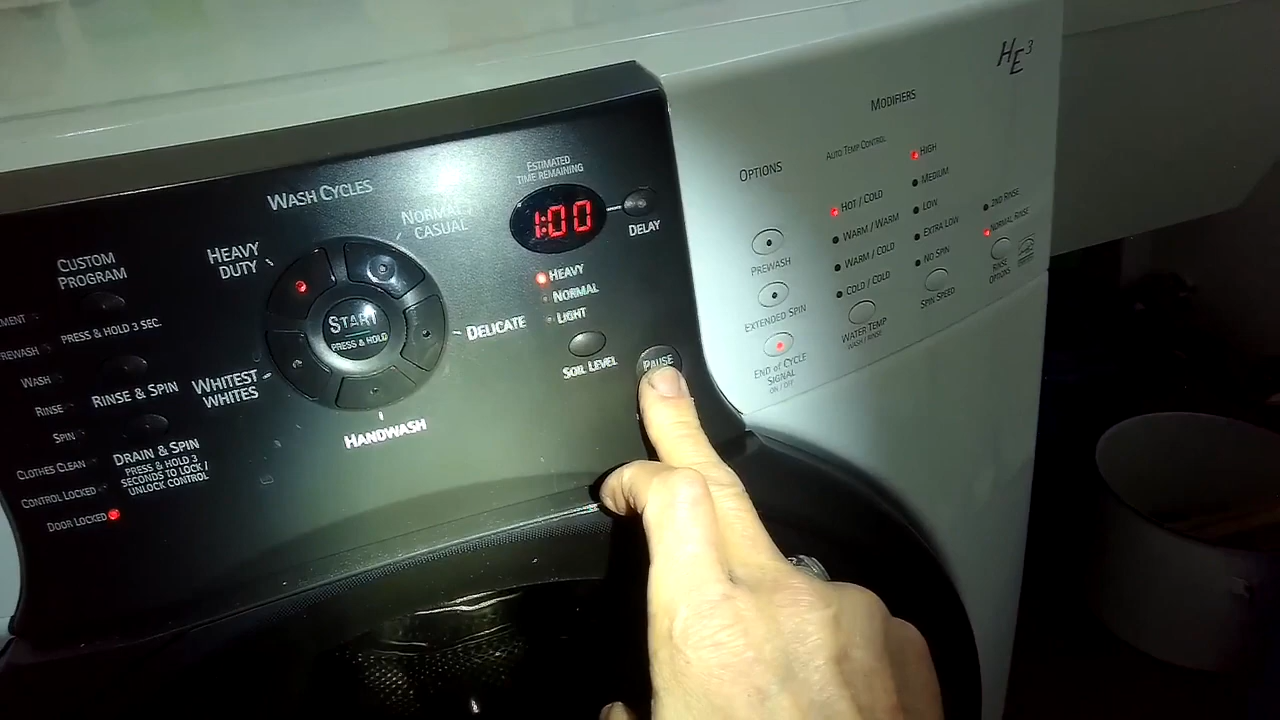 HE³
MODIFIERS
AUTO TEMP CONTROL
OPTIONS
ESTIMATED
TIME REMAINING
WASH CYCLES
1:00
DELAY
NORMAL
CASUAL
HEAVY
DUTY
CUSTOM
PROGRAM
PRESS & HOLD 3 SEC.
START
PRESS & HOLD
DELICATE
WHITEST
WHITES
HANDWASH
HEAVY
NORMAL
LIGHT
SOIL LEVEL
PAUSE
RINSE & SPIN
DRAIN & SPIN
PRESS & HOLD 3
SECONDS TO LOCK /
UNLOCK CONTROL
WASH
RINSE
SPIN
CLOTHES CLEAN
CONTROL LOCKED
DOOR LOCKED
PREWASH
EXTENDED SPIN
END OF CYCLE
SIGNAL
ON / OFF
HOT / COLD
WARM / WARM
WARM / COLD
COLD / COLD
WATER TEMP
WASH / RINSE
HIGH
MEDIUM
LOW
EXTRA LOW
NO SPIN
SPIN SPEED
2ND RINSE
NORMAL RINSE
RINSE
OPTIONS